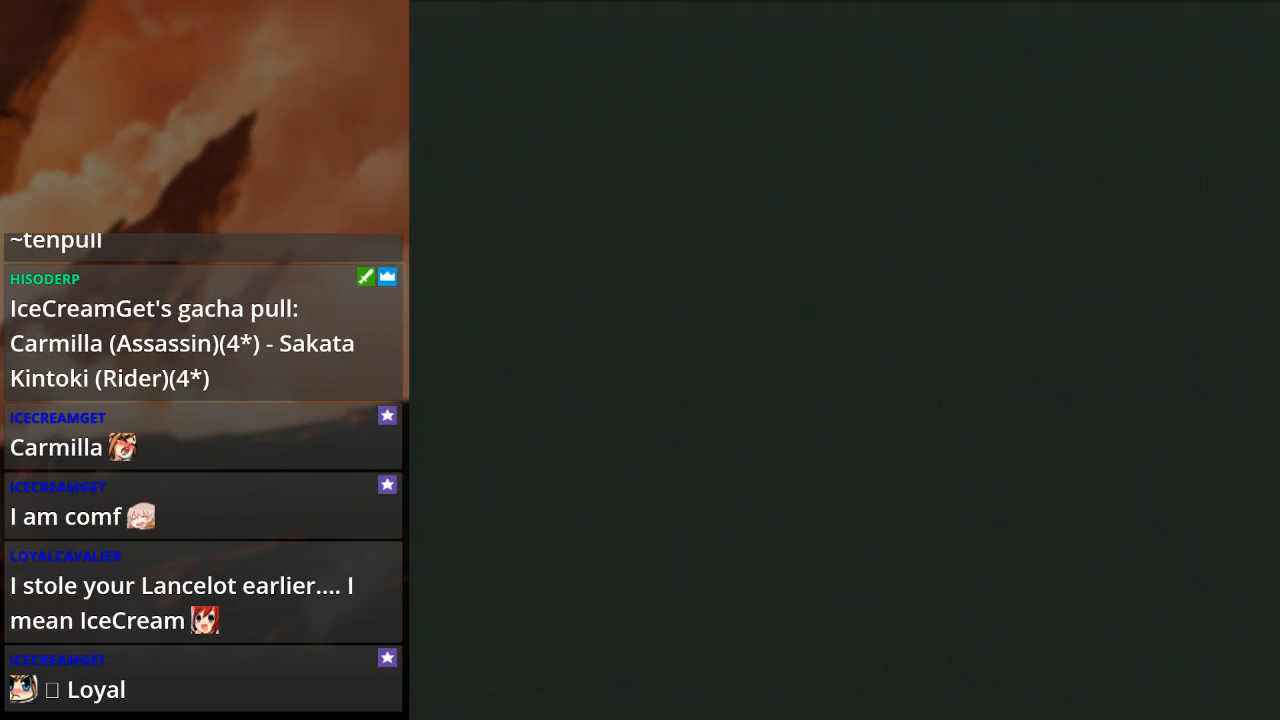 ~tenpull
HISODERP
IceCreamGet's gacha pull:
Carmilla (Assassin)(4*) - Sakata
Kintoki (Rider)(4*)
ICECREAMGET
Carmilla
ICECREAMGET
I am comf
LOYALCAVALIER
I stole your Lancelot earlier.... I
mean IceCream
ICECREAMGET
Loyal